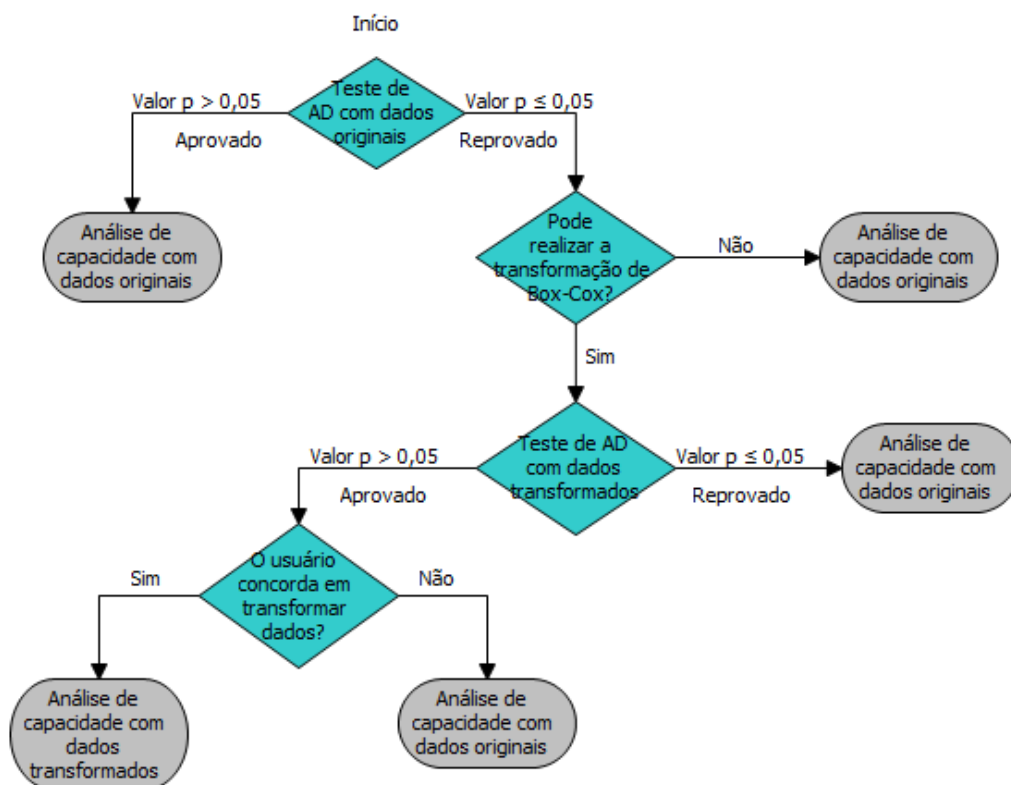 Início
Teste de
AD com dados
originais
Valor p > 0,05
Aprovado
Valor p ≤ 0,05
Reprovado
Análise de
capacidade com
dados originais
Pode
realizar a
transformação de
Box-Cox?
Não
Análise de
capacidade com
dados originais
Sim
Teste de AD
com dados
transformados
Valor p > 0,05
Aprovado
Valor p ≤ 0,05
Reprovado
Análise de
capacidade com
dados originais
O usuário
concorda em
transformar
dados?
Sim
Não
Análise de
capacidade com
dados
transformados
Análise de
capacidade com
dados originais